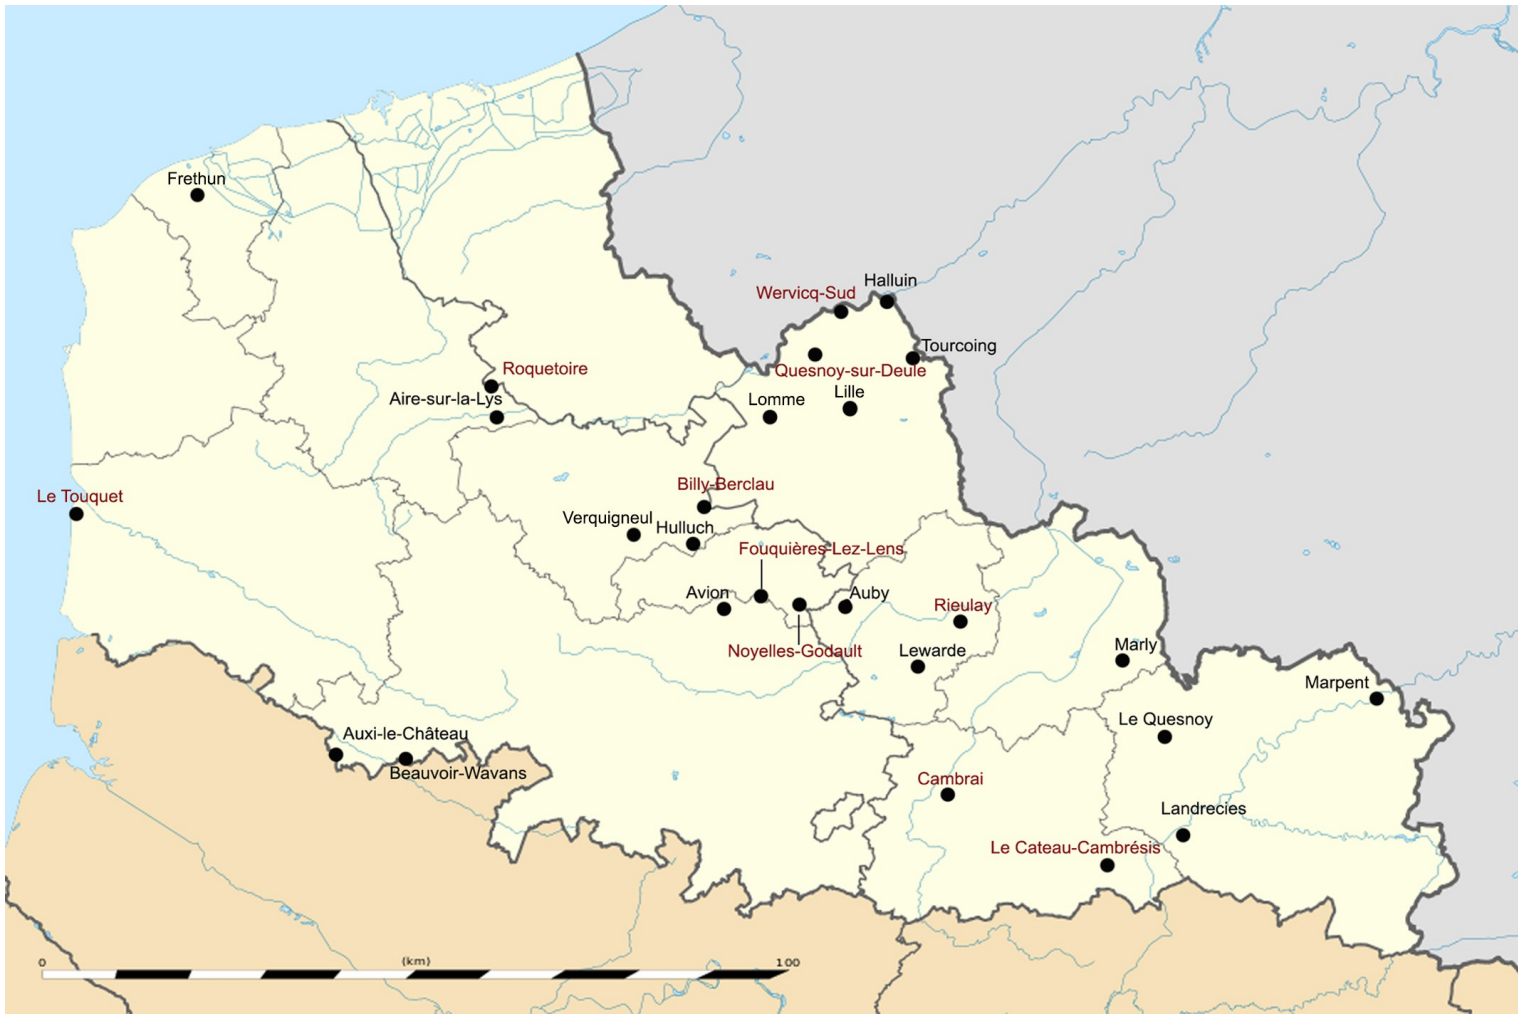 Frethun
Halluin
Wervicq-Sud
Tourcoing
Roquetoire
Quesnoy-sur-Deule
Lille
Aire-sur-la-Lys
Lomme
Billy-Berclau
Le Touquet
Verquigneul
Hulluch
Fouquières-Lez-Lens
Avion
Auby
Rieulay
Noyelles-Godault
Lewarde
Marly
Marpent
Le Quesnoy
Auxi-le-Château
Beauvoir-Wavans
Cambrai
Landrecies
Le Cateau-Cambrésis
0 (km) 100